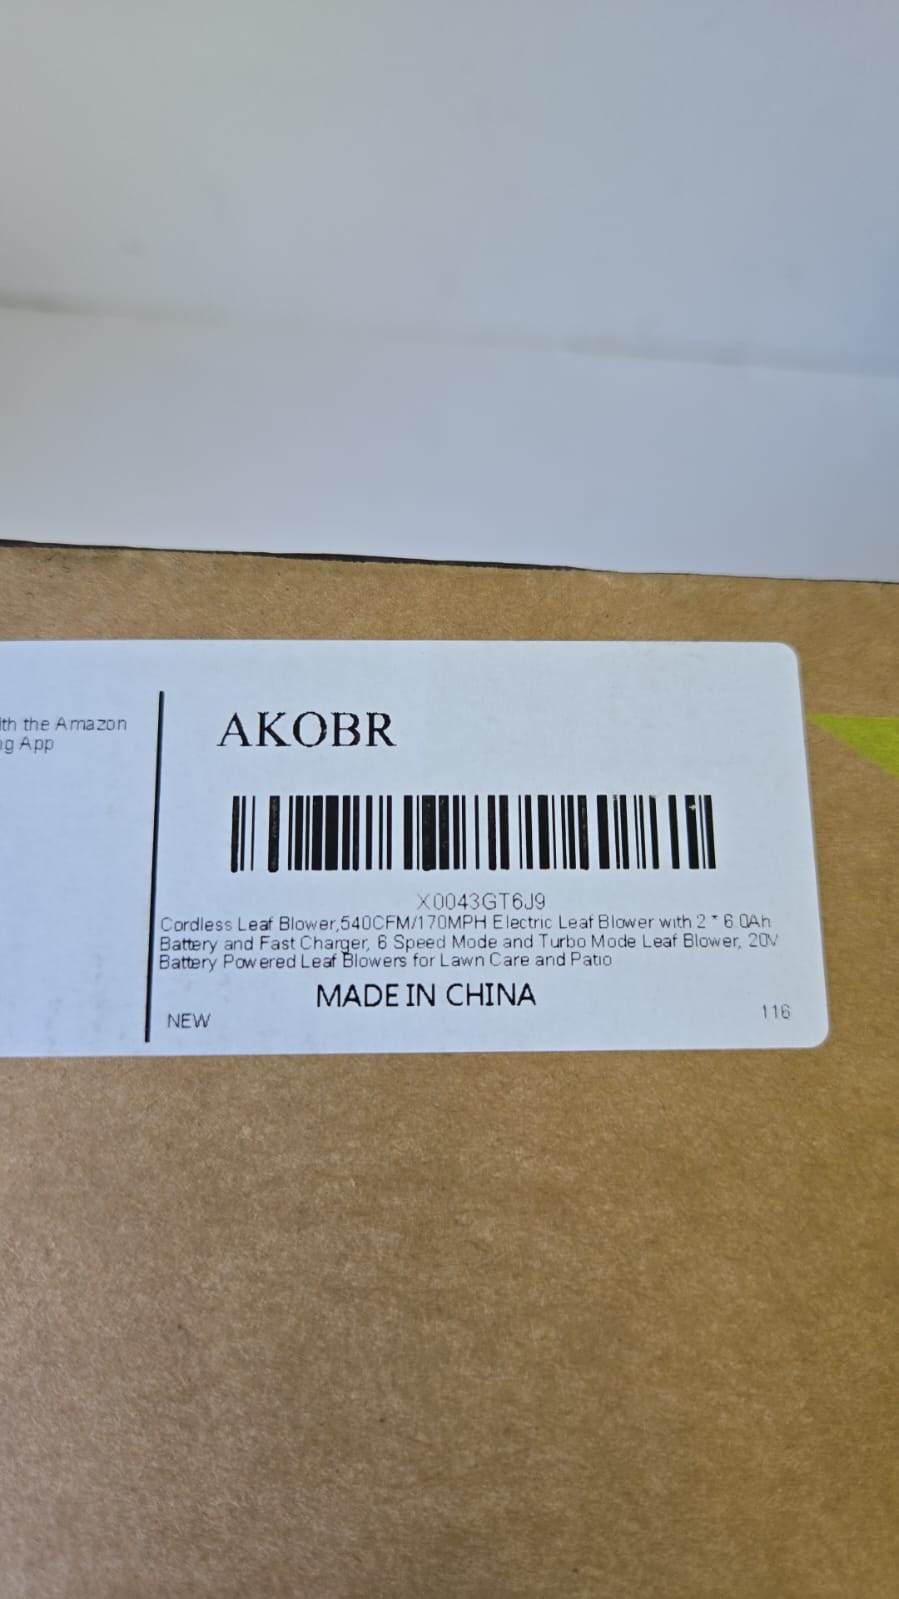 ith the Amazon
g App
AKOBR
X0043GT6J9
Cordless Leaf Blower,540CFM/170MPH Electric Leaf Blower with 2 * 6.0Ah
Battery and Fast Charger, 6 Speed Mode and Turbo Mode Leaf Blower, 20V
Battery Powered Leaf Blowers for Lawn Care and Patio
MADE IN CHINA
NEW
116